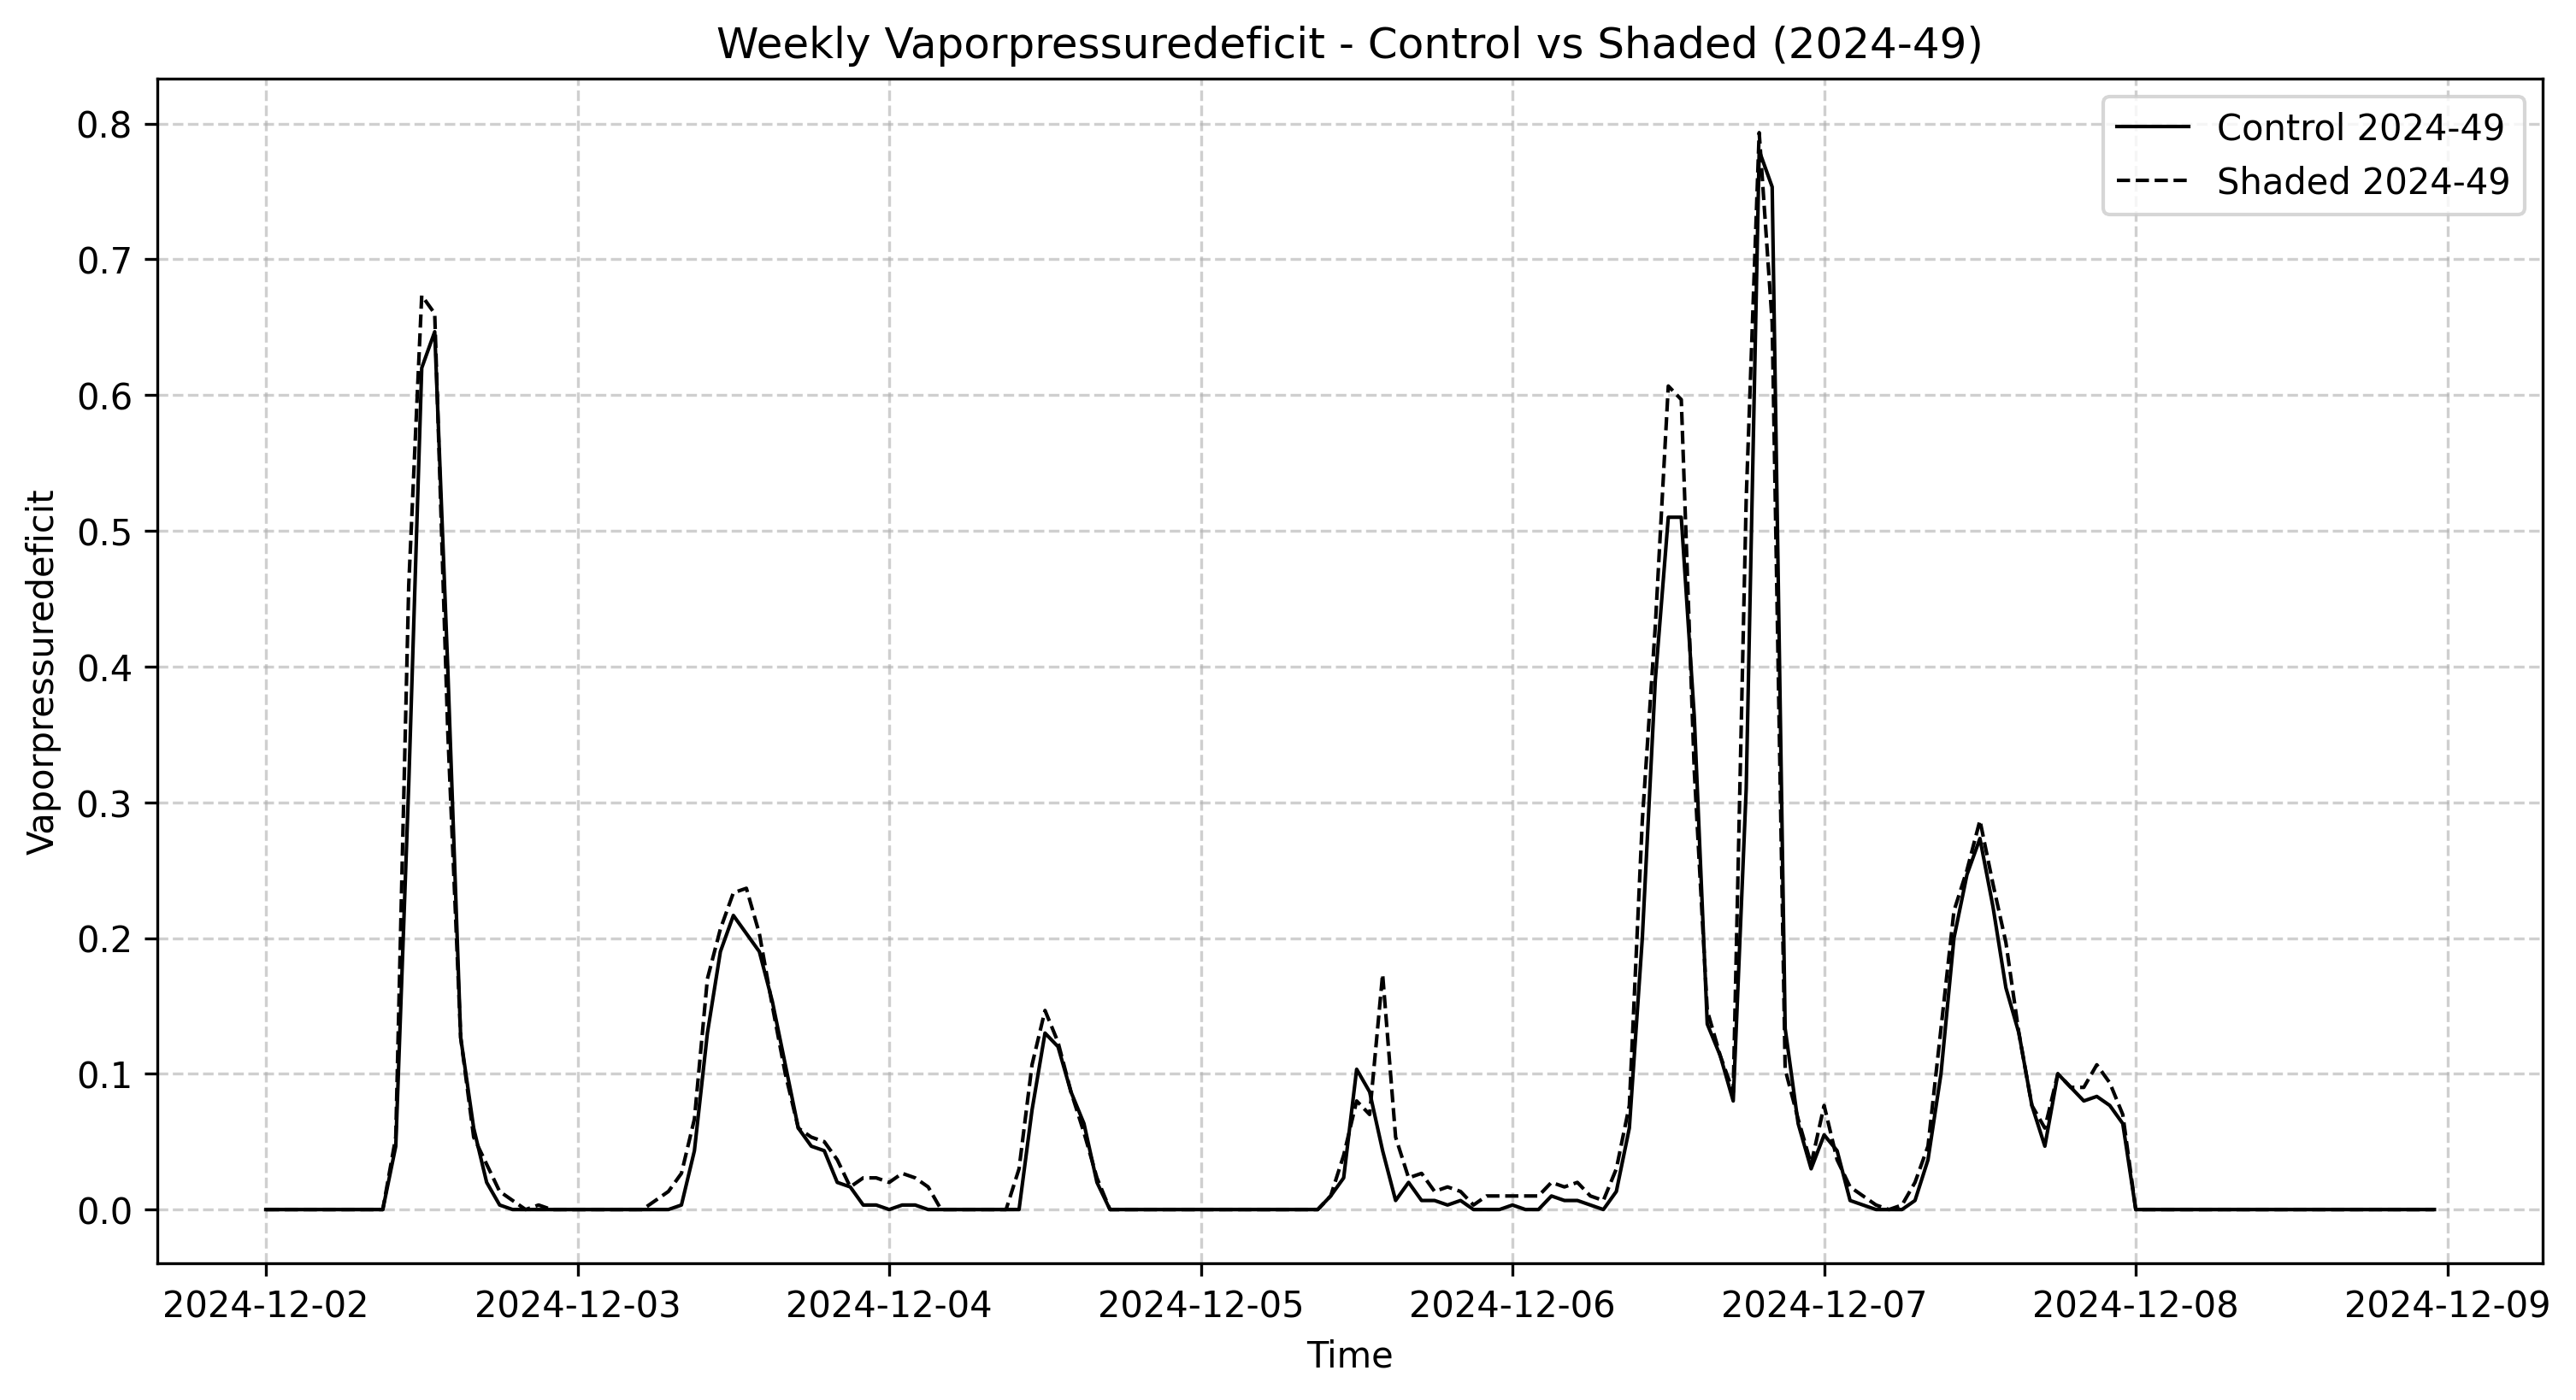 Weekly Vaporpressuredeficit - Control vs Shaded (2024-49)
Control 2024-49
Shaded 2024-49
0.8
0.7
0.6
0.5
0.4
0.3
0.2
0.1
0.0
Vaporpressuredeficit
2024-12-02 2024-12-03 2024-12-04 2024-12-05 2024-12-06 2024-12-07 2024-12-08 2024-12-09
Time